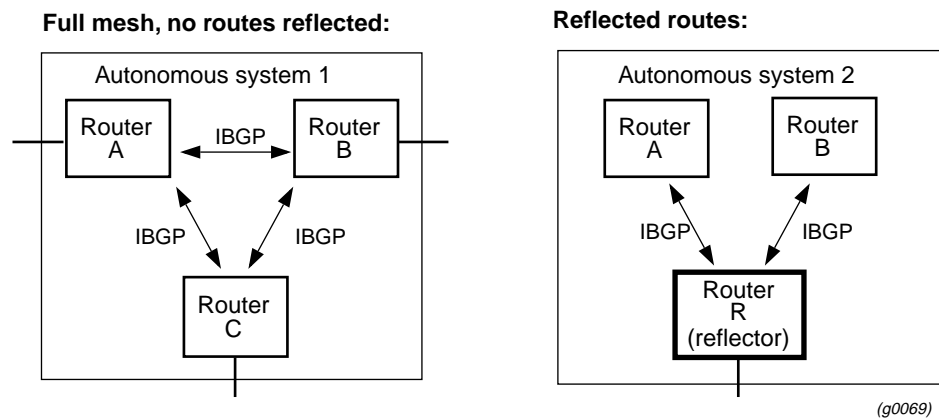 Full mesh, no routes reflected:
Autonomous system 1
Router
A
IBGP
Router
B
IBGP
IBGP
Router
C
Reflected routes:
Autonomous system 2
Router
A
Router
B
IBGP
IBGP
Router
R
(reflector)
(g0069)